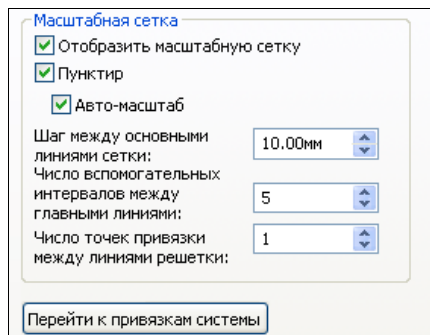 Масштабная сетка
Отобразить масштабную сетку
Пунктир
Авто-масштаб
Шаг между основными
линиями сетки:
10.00мм
Число вспомогательных
интервалов между
главными линиями:
5
Число точек привязки
между линиями решетки:
1
Перейти к привязкам системы